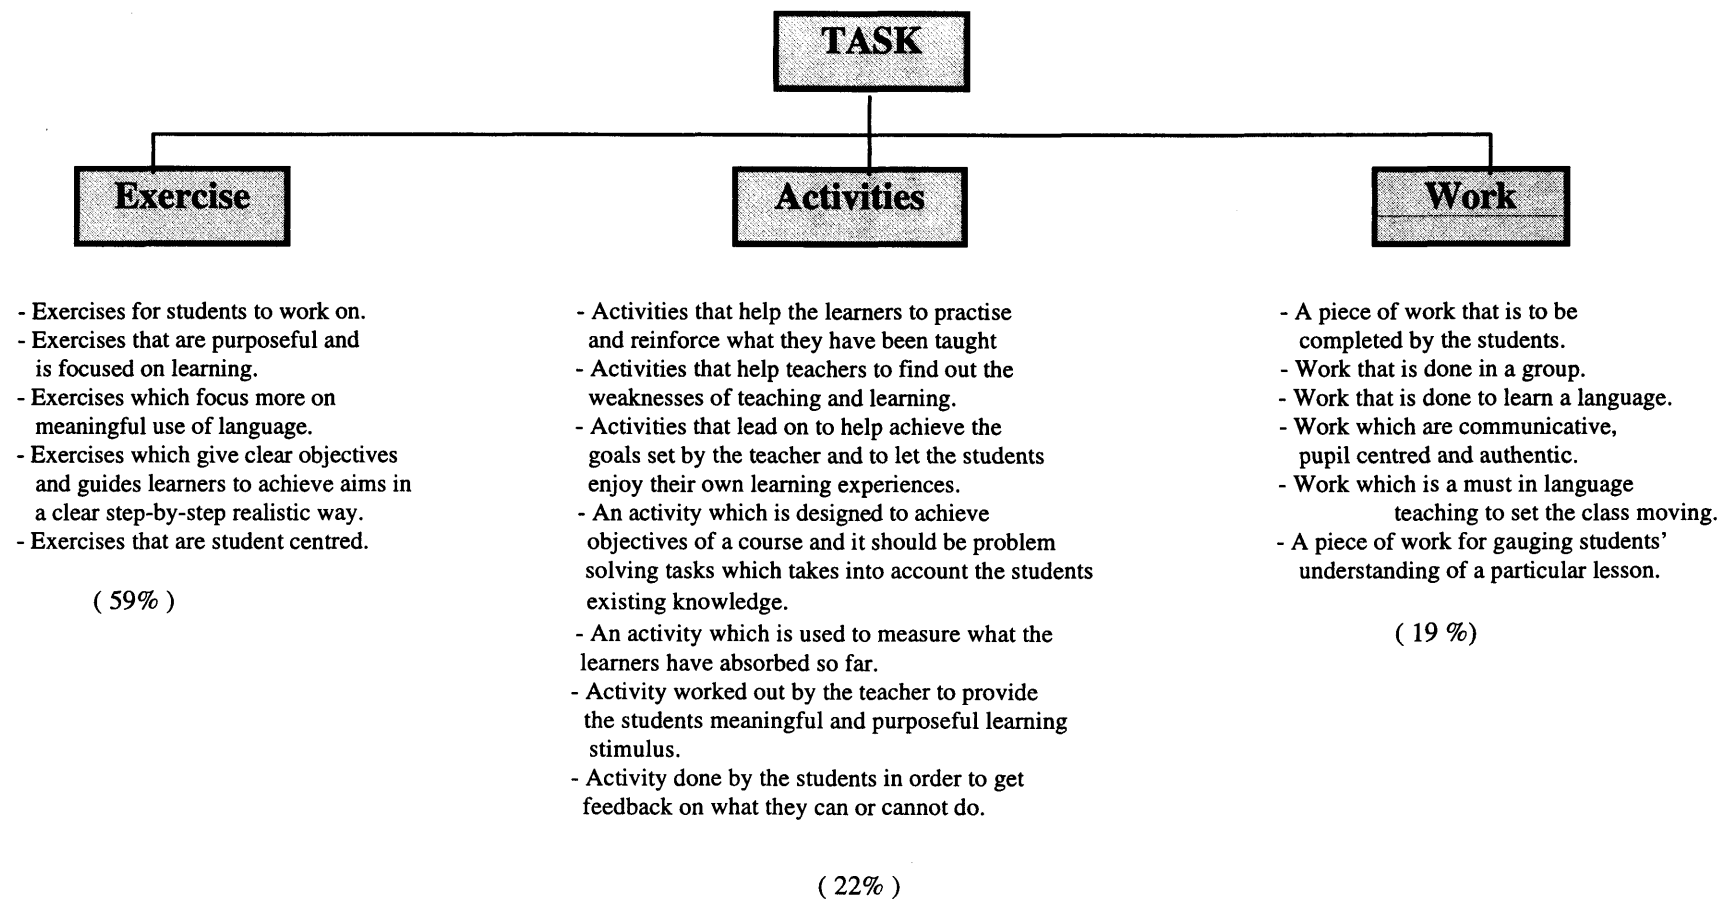 TASK
Exercise
Activities
Work
- Exercises for students to work on.
- Exercises that are purposeful and
is focused on learning.
- Exercises which focus more on
meaningful use of language.
- Exercises which give clear objectives
and guides learners to achieve aims in
a clear step-by-step realistic way.
- Exercises that are student centred.
( 59% )
- Activities that help the learners to practise
and reinforce what they have been taught
- Activities that help teachers to find out the
weaknesses of teaching and learning.
- Activities that lead on to help achieve the
goals set by the teacher and to let the students
enjoy their own learning experiences.
- An activity which is designed to achieve
objectives of a course and it should be problem
solving tasks which takes into account the students
existing knowledge.
- An activity which is used to measure what the
learners have absorbed so far.
- Activity worked out by the teacher to provide
the students meaningful and purposeful learning
stimulus.
- Activity done by the students in order to get
feedback on what they can or cannot do.
( 22% )
- A piece of work that is to be
completed by the students.
- Work that is done in a group.
- Work that is done to learn a language.
- Work which are communicative,
pupil centred and authentic.
- Work which is a must in language
teaching to set the class moving.
- A piece of work for gauging students'
understanding of a particular lesson.
( 19 %)